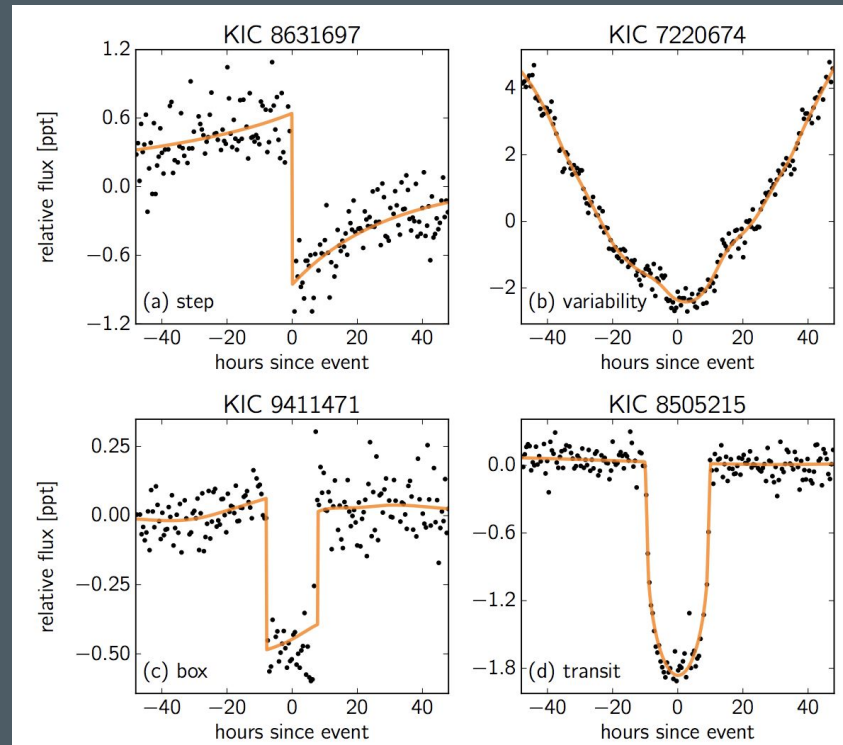 KIC 8631697
1.2
0.6
0.0
−0.6
−1.2
relative flux [ppt]
(a) step
−40 −20 0 20 40
hours since event
KIC 7220674
4
2
0
−2
(b) variability
−40 −20 0 20 40
hours since event
KIC 9411471
0.25
0.00
−0.25
−0.50
relative flux [ppt]
(c) box
−40 −20 0 20 40
hours since event
KIC 8505215
0.0
−0.6
−1.2
−1.8
(d) transit
−40 −20 0 20 40
hours since event